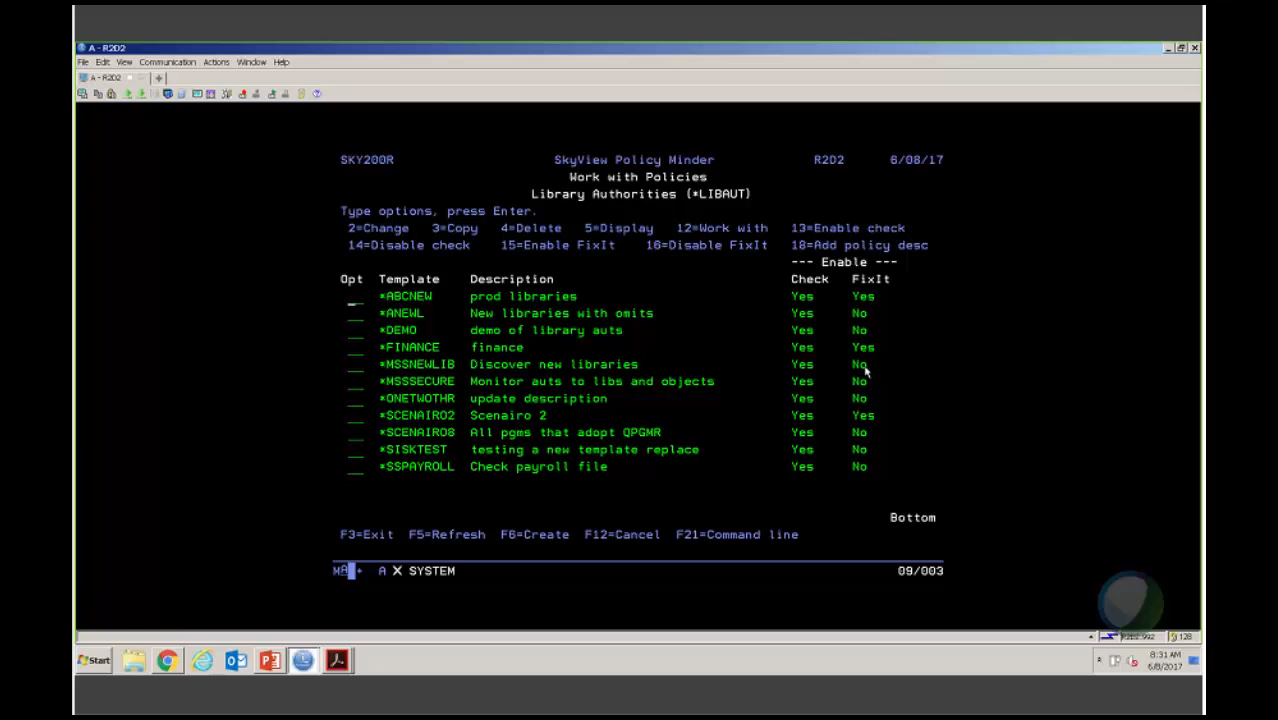 A - R2D2
File Edit View Communication Actions Window Help
A - R2D2
SKY200R SkyView Policy Minder R2D2 6/08/17
Work with Policies
Library Authorities (*LIBAUT)
Type options, press Enter.
2=Change 3=Copy 4=Delete 5=Display 12=Work with 13=Enable check
14=Disable check 15=Enable FixIt 16=Disable FixIt 18=Add policy desc
--- Enable ---
Opt Template Description Check FixIt
*ABCNEW prod libraries Yes Yes
*ANEWL New libraries with omits Yes No
*DEMO demo of library auts Yes No
*FINANCE finance Yes Yes
*MSSNEWLIB Discover new libraries Yes No
*MSSSECURE Monitor auts to libs and objects Yes No
*ONETWOTHR update description Yes No
*SCENAIRO2 Scenairo 2 Yes Yes
*SCENAIRO8 All pgms that adopt QPGMR Yes No
*SISKTEST testing a new template replace Yes No
*SSPAYROLL Check payroll file Yes No
Bottom
F3=Exit F5=Refresh F6=Create F12=Cancel F21=Command line
MA + A X SYSTEM 09/003
128
Start 8:31 AM
6/8/2017